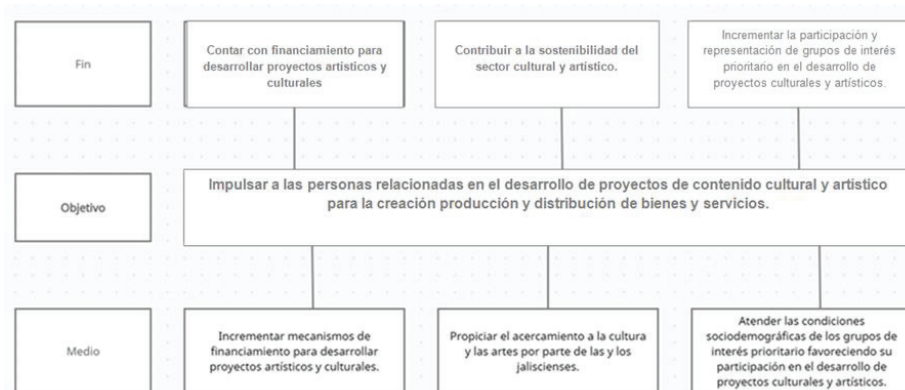 Fin
Contar con financiamiento para
desarrollar proyectos artísticos y
culturales
Contribuir a la sostenibilidad del
sector cultural y artístico.
Incrementar la participación y
representación de grupos de interés
prioritario en el desarrollo de
proyectos culturales y artísticos.
Objetivo
Impulsar a las personas relacionadas en el desarrollo de proyectos de contenido cultural y artístico
para la creación producción y distribución de bienes y servicios.
Medio
Incrementar mecanismos de
financiamiento para desarrollar
proyectos artísticos y culturales.
Propiciar el acercamiento a la cultura
y las artes por parte de las y los
jaliscienses.
Atender las condiciones
sociodemográficas de los grupos de
interés prioritario favoreciendo su
participación en el desarrollo de
proyectos culturales y artísticos.